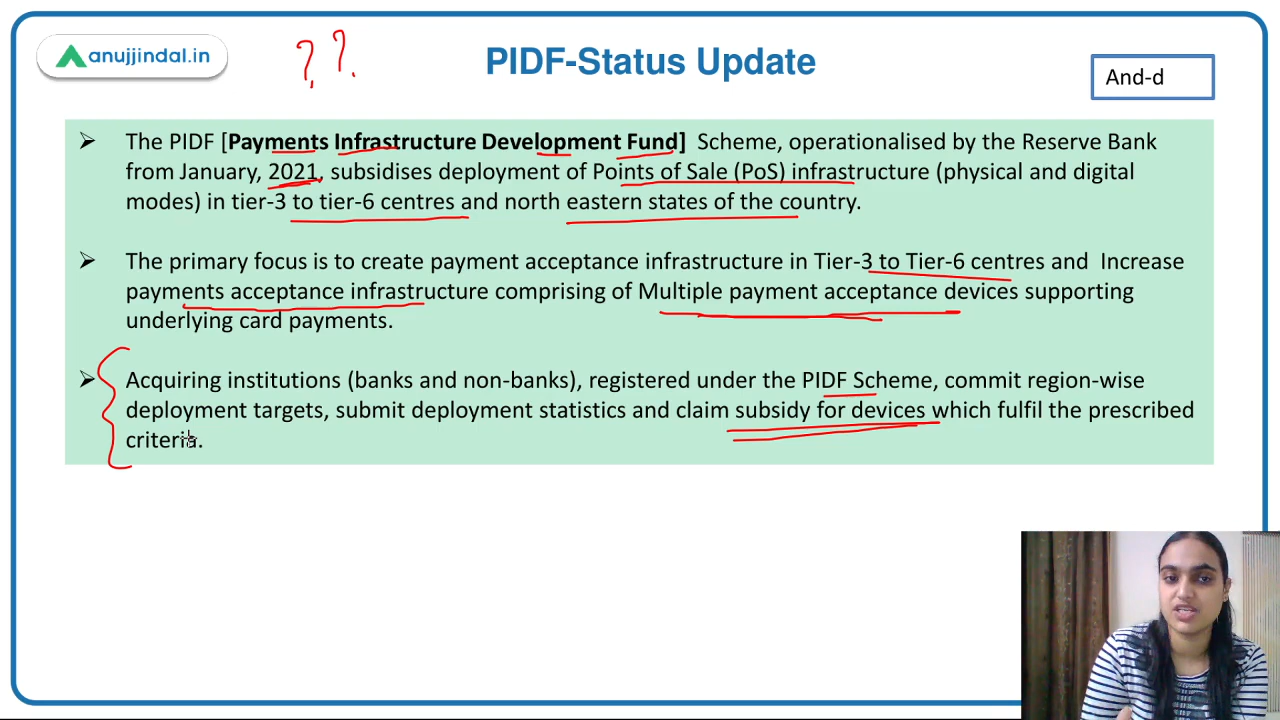 anujjindal.in
? ?
PIDF-Status Update
And-d
➢ The PIDF [Payments Infrastructure Development Fund] Scheme, operationalised by the Reserve Bank
from January, 2021, subsidises deployment of Points of Sale (PoS) infrastructure (physical and digital
modes) in tier-3 to tier-6 centres and north eastern states of the country.
➢ The primary focus is to create payment acceptance infrastructure in Tier-3 to Tier-6 centres and Increase
payments acceptance infrastructure comprising of Multiple payment acceptance devices supporting
underlying card payments.
➢ Acquiring institutions (banks and non-banks), registered under the PIDF Scheme, commit region-wise
deployment targets, submit deployment statistics and claim subsidy for devices which fulfil the prescribed
criteria.